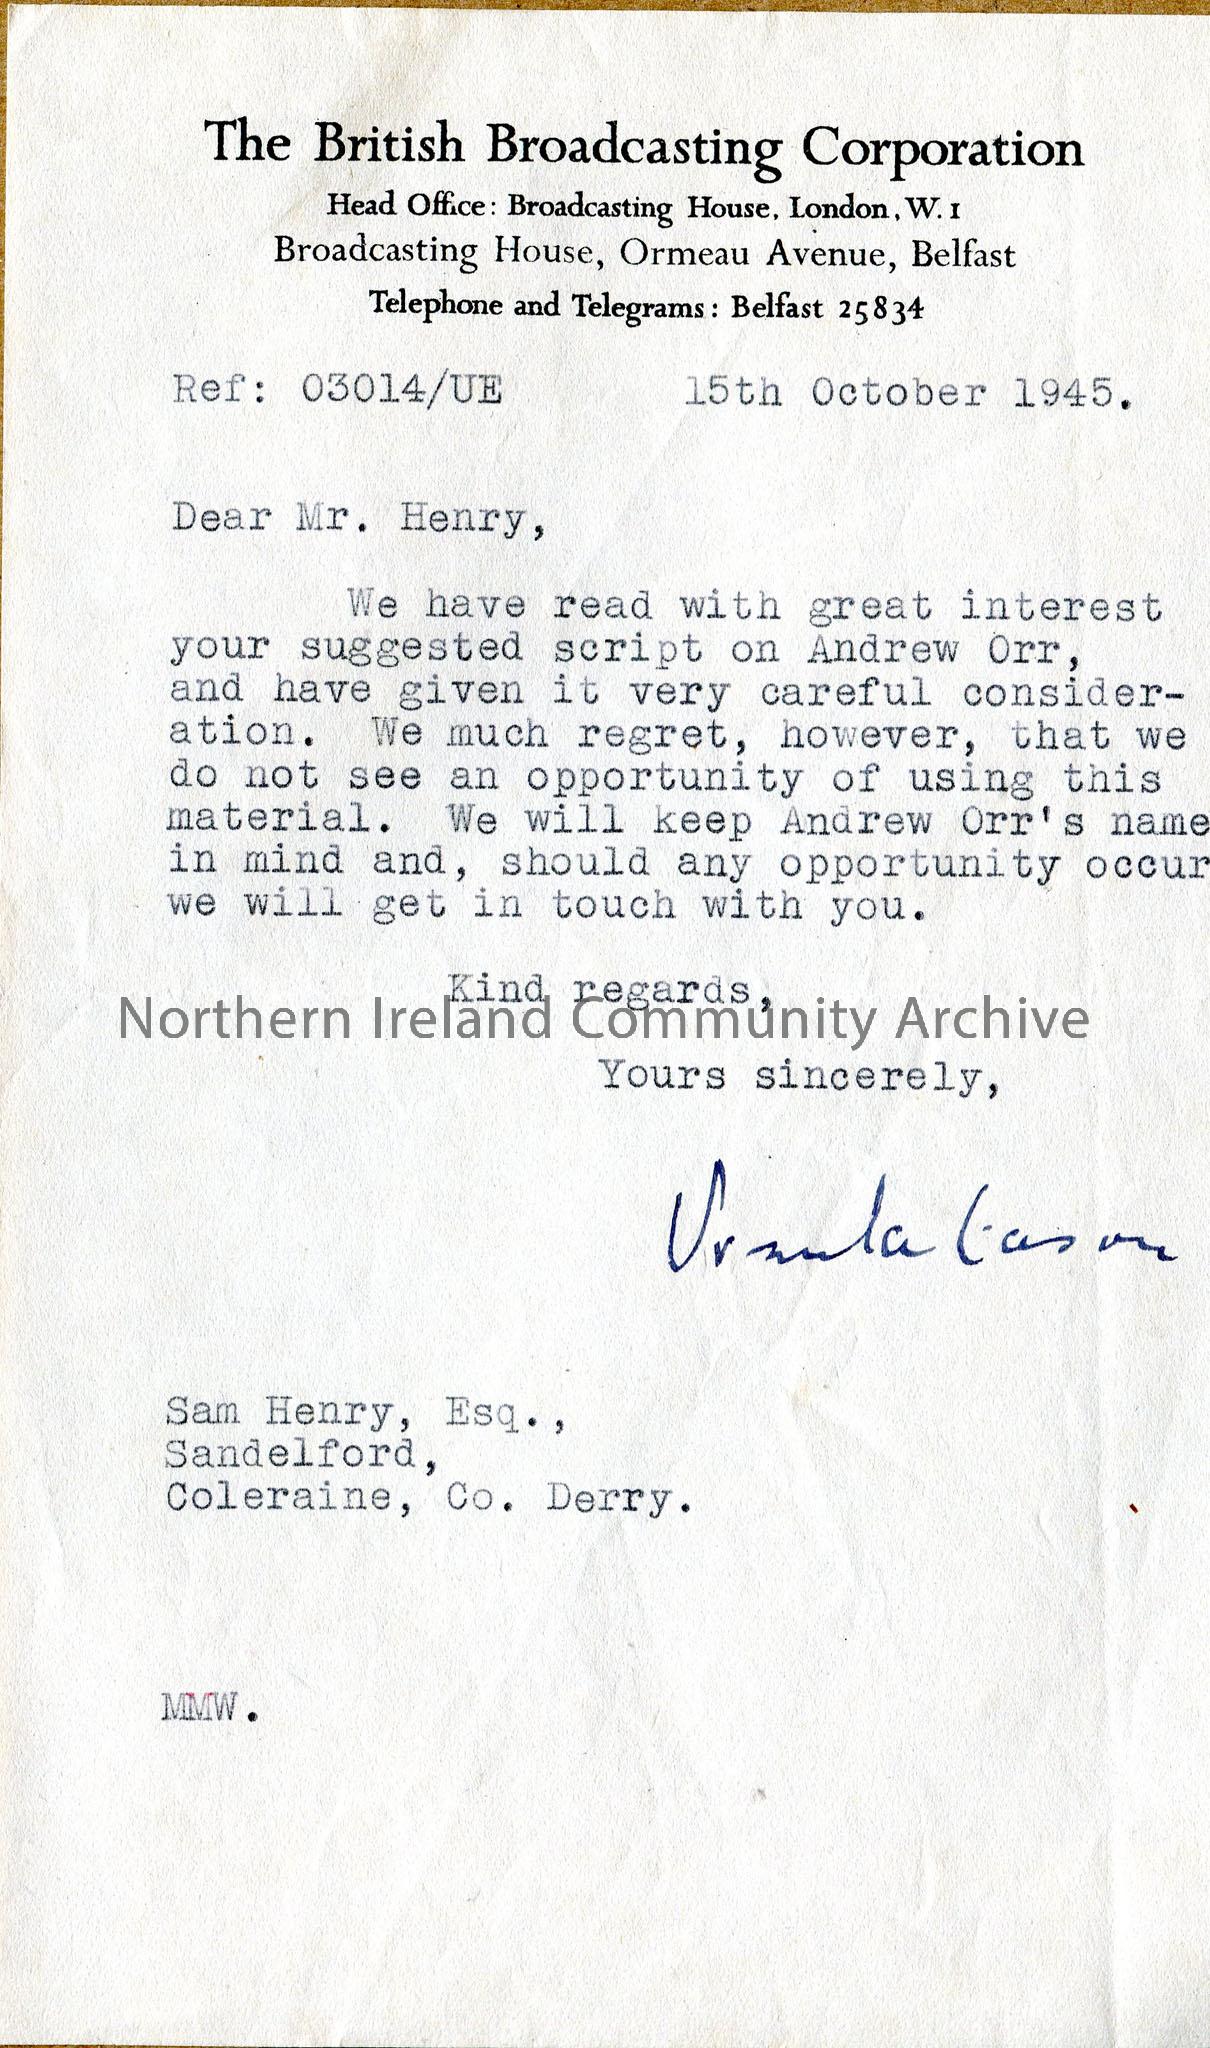 The British Broadcasting Corporation
Head Office: Broadcasting House, London, W. 1
Broadcasting House, Ormeau Avenue, Belfast
Telephone and Telegrams: Belfast 25834
Ref: 03014/UE 15th October 1945.
Dear Mr. Henry,
We have read with great interest
your suggested script on Andrew Orr,
and have given it very careful consider-
ation. We much regret, however, that we
do not see an opportunity of using this
material. We will keep Andrew Orr's name
in mind and, should any opportunity occur
we will get in touch with you.
Kind regards,
Northern Ireland Community Archive
Yours sincerely,
Ursula Eason
Sam Henry, Esq.,
Sandelford,
Coleraine, Co. Derry.
MMW.